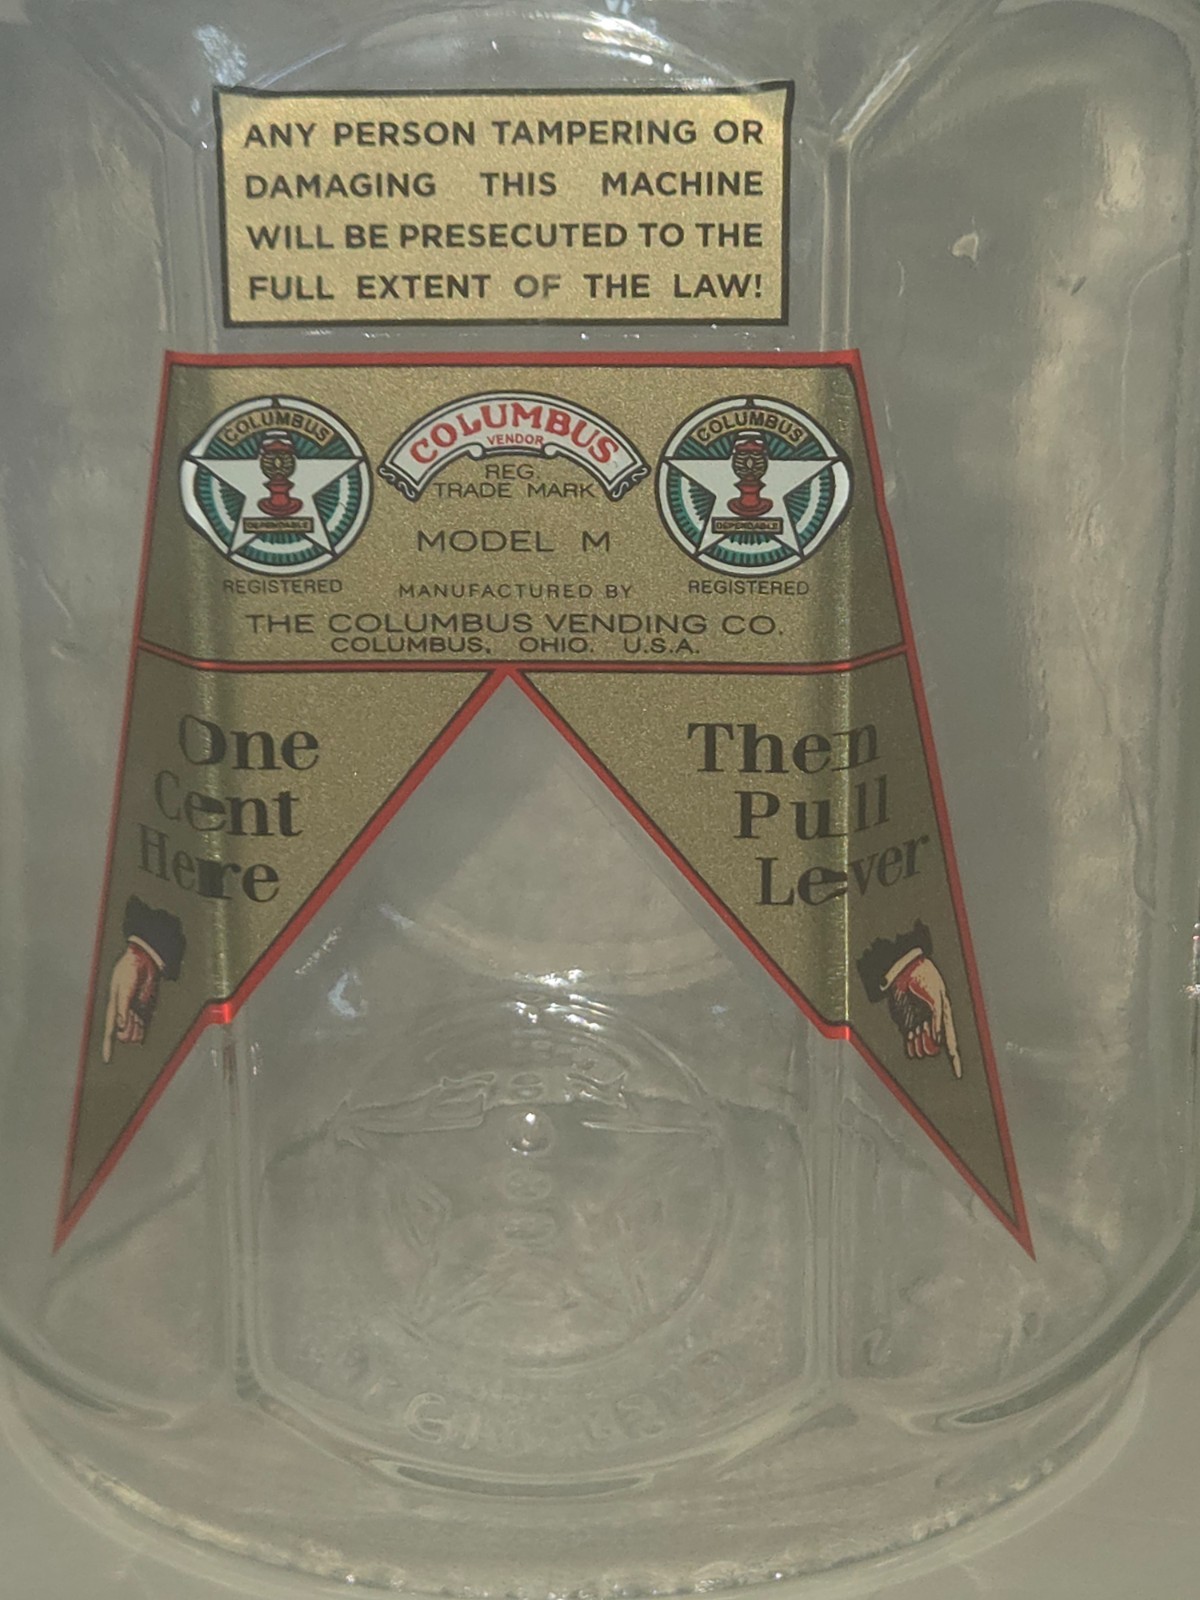 ANY PERSON TAMPERING OR
DAMAGING THIS MACHINE
WILL BE PRESECUTED TO THE
FULL EXTENT OF THE LAW!
COLUMBUS
DEPENDABLE
REGISTERED
COLUMBUS
VENDOR
REG.
TRADE MARK
COLUMBUS
DEPENDABLE
REGISTERED
MODEL M
MANUFACTURED BY
THE COLUMBUS VENDING CO.
COLUMBUS, OHIO. U.S.A.
One
Cent
Here
Then
Pull
Lever